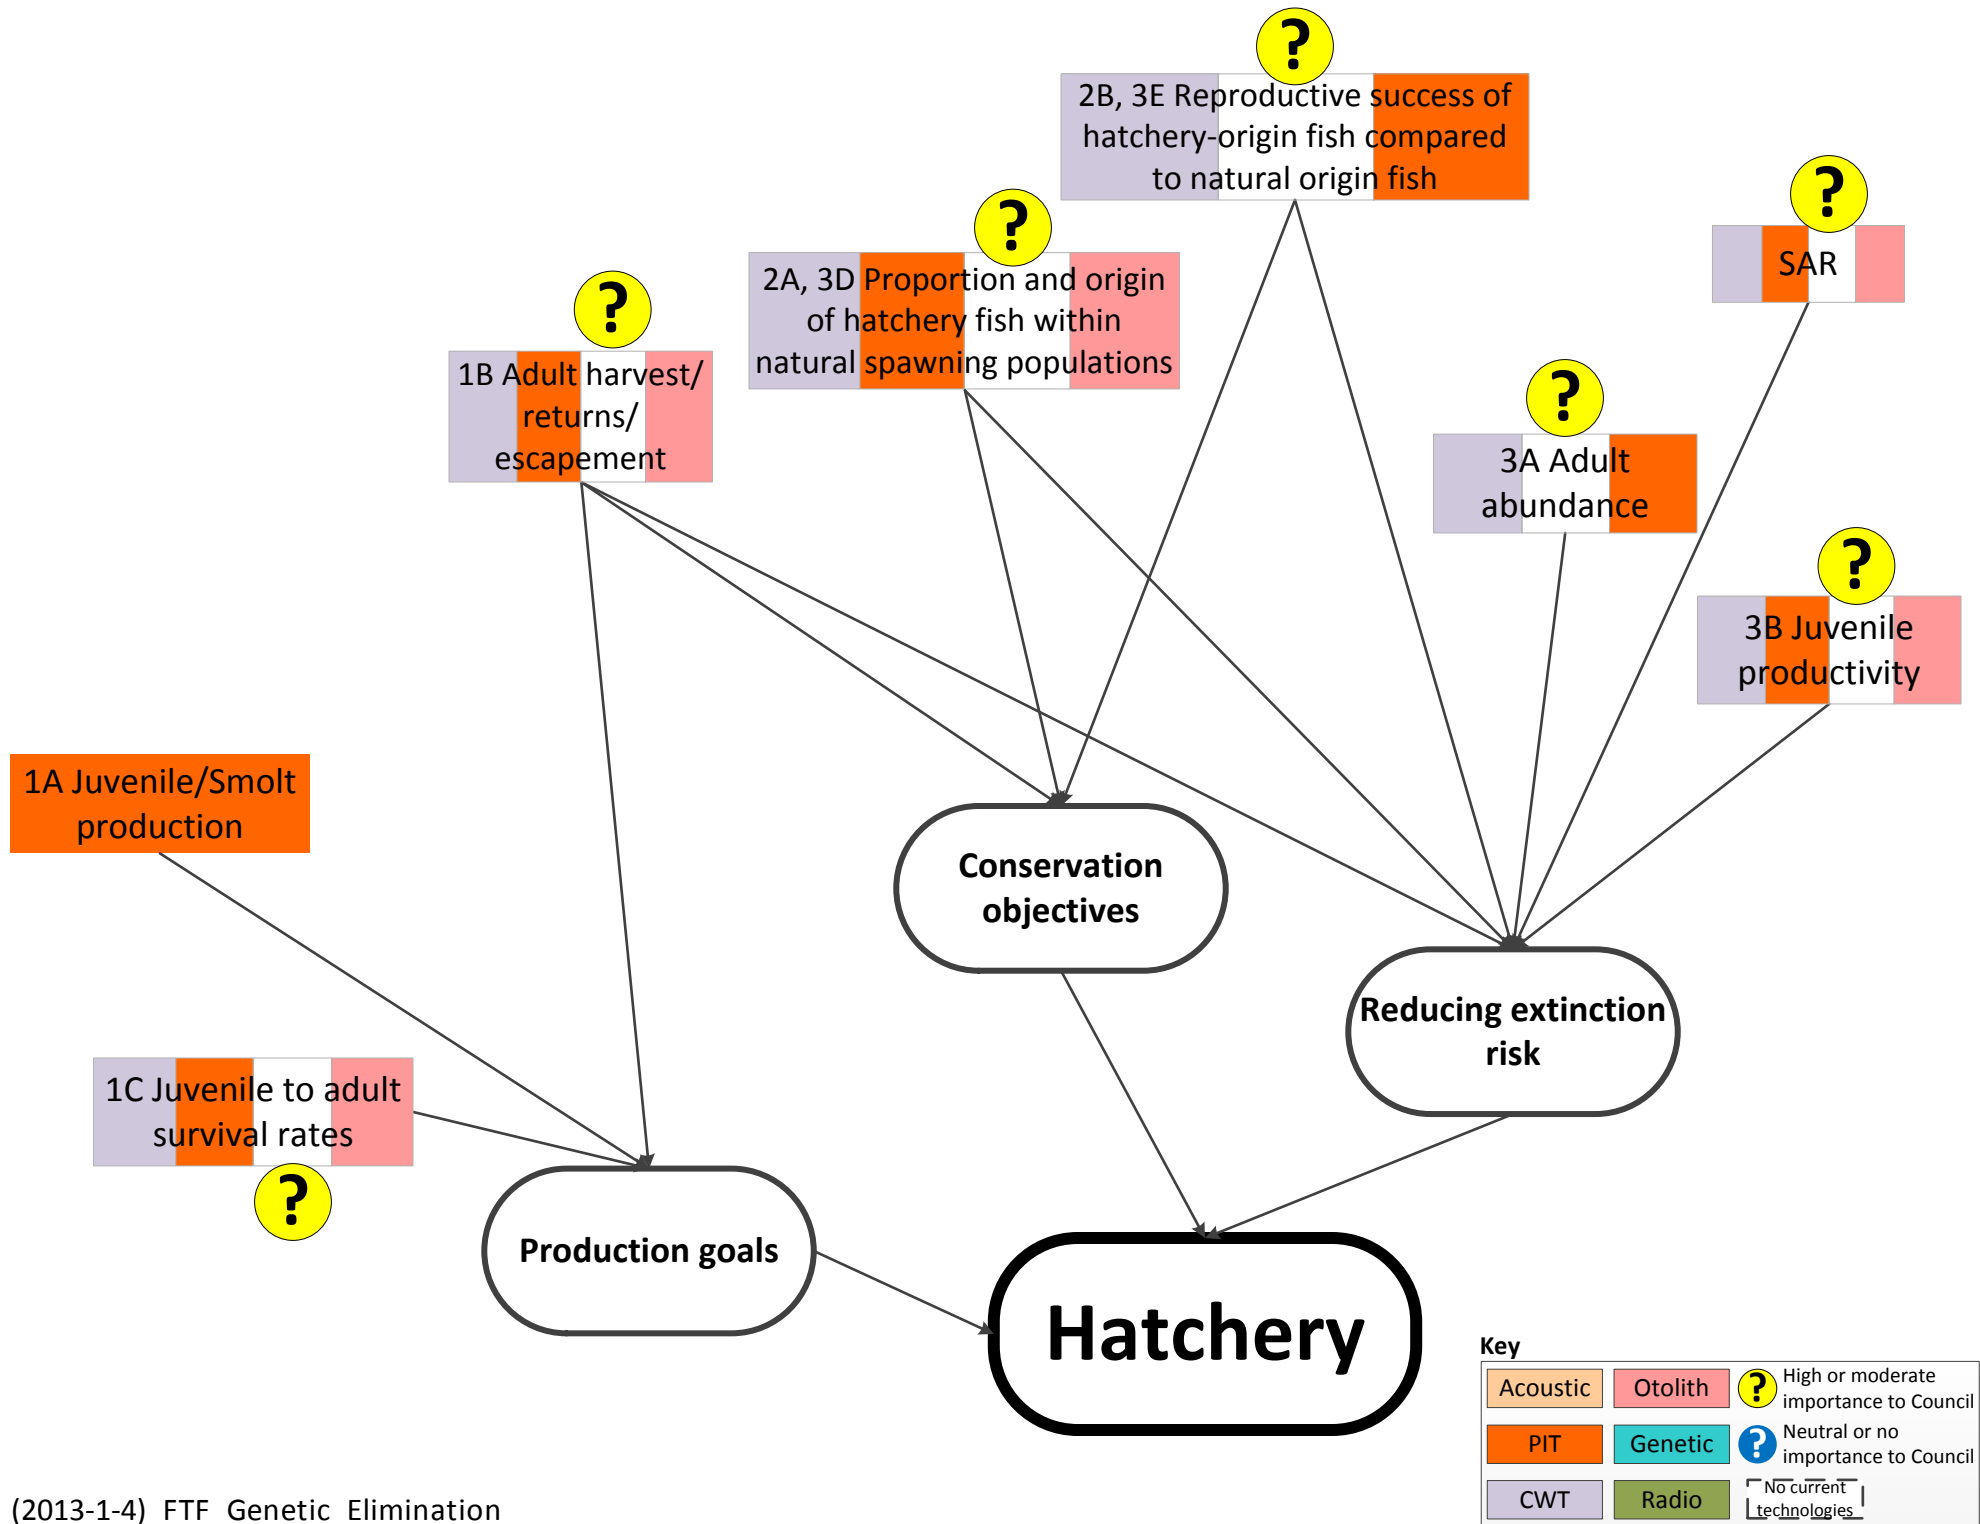 ?
2B, 3E Reproductive success of
hatchery-origin fish compared
to natural origin fish
?
SAR
?
2A, 3D Proportion and origin
of hatchery fish within
natural spawning populations
?
1B Adult harvest/
returns/
escapement
?
3A Adult
abundance
?
3B Juvenile
productivity
1A Juvenile/Smolt
production
Conservation
objectives
Reducing extinction
risk
1C Juvenile to adult
survival rates
?
Production goals
Hatchery
Key
Acoustic
Otolith
?
High or moderate
importance to Council
PIT
Genetic
?
Neutral or no
importance to Council
CWT
Radio
No current
technologies
(2013-1-4) FTF Genetic Elimination